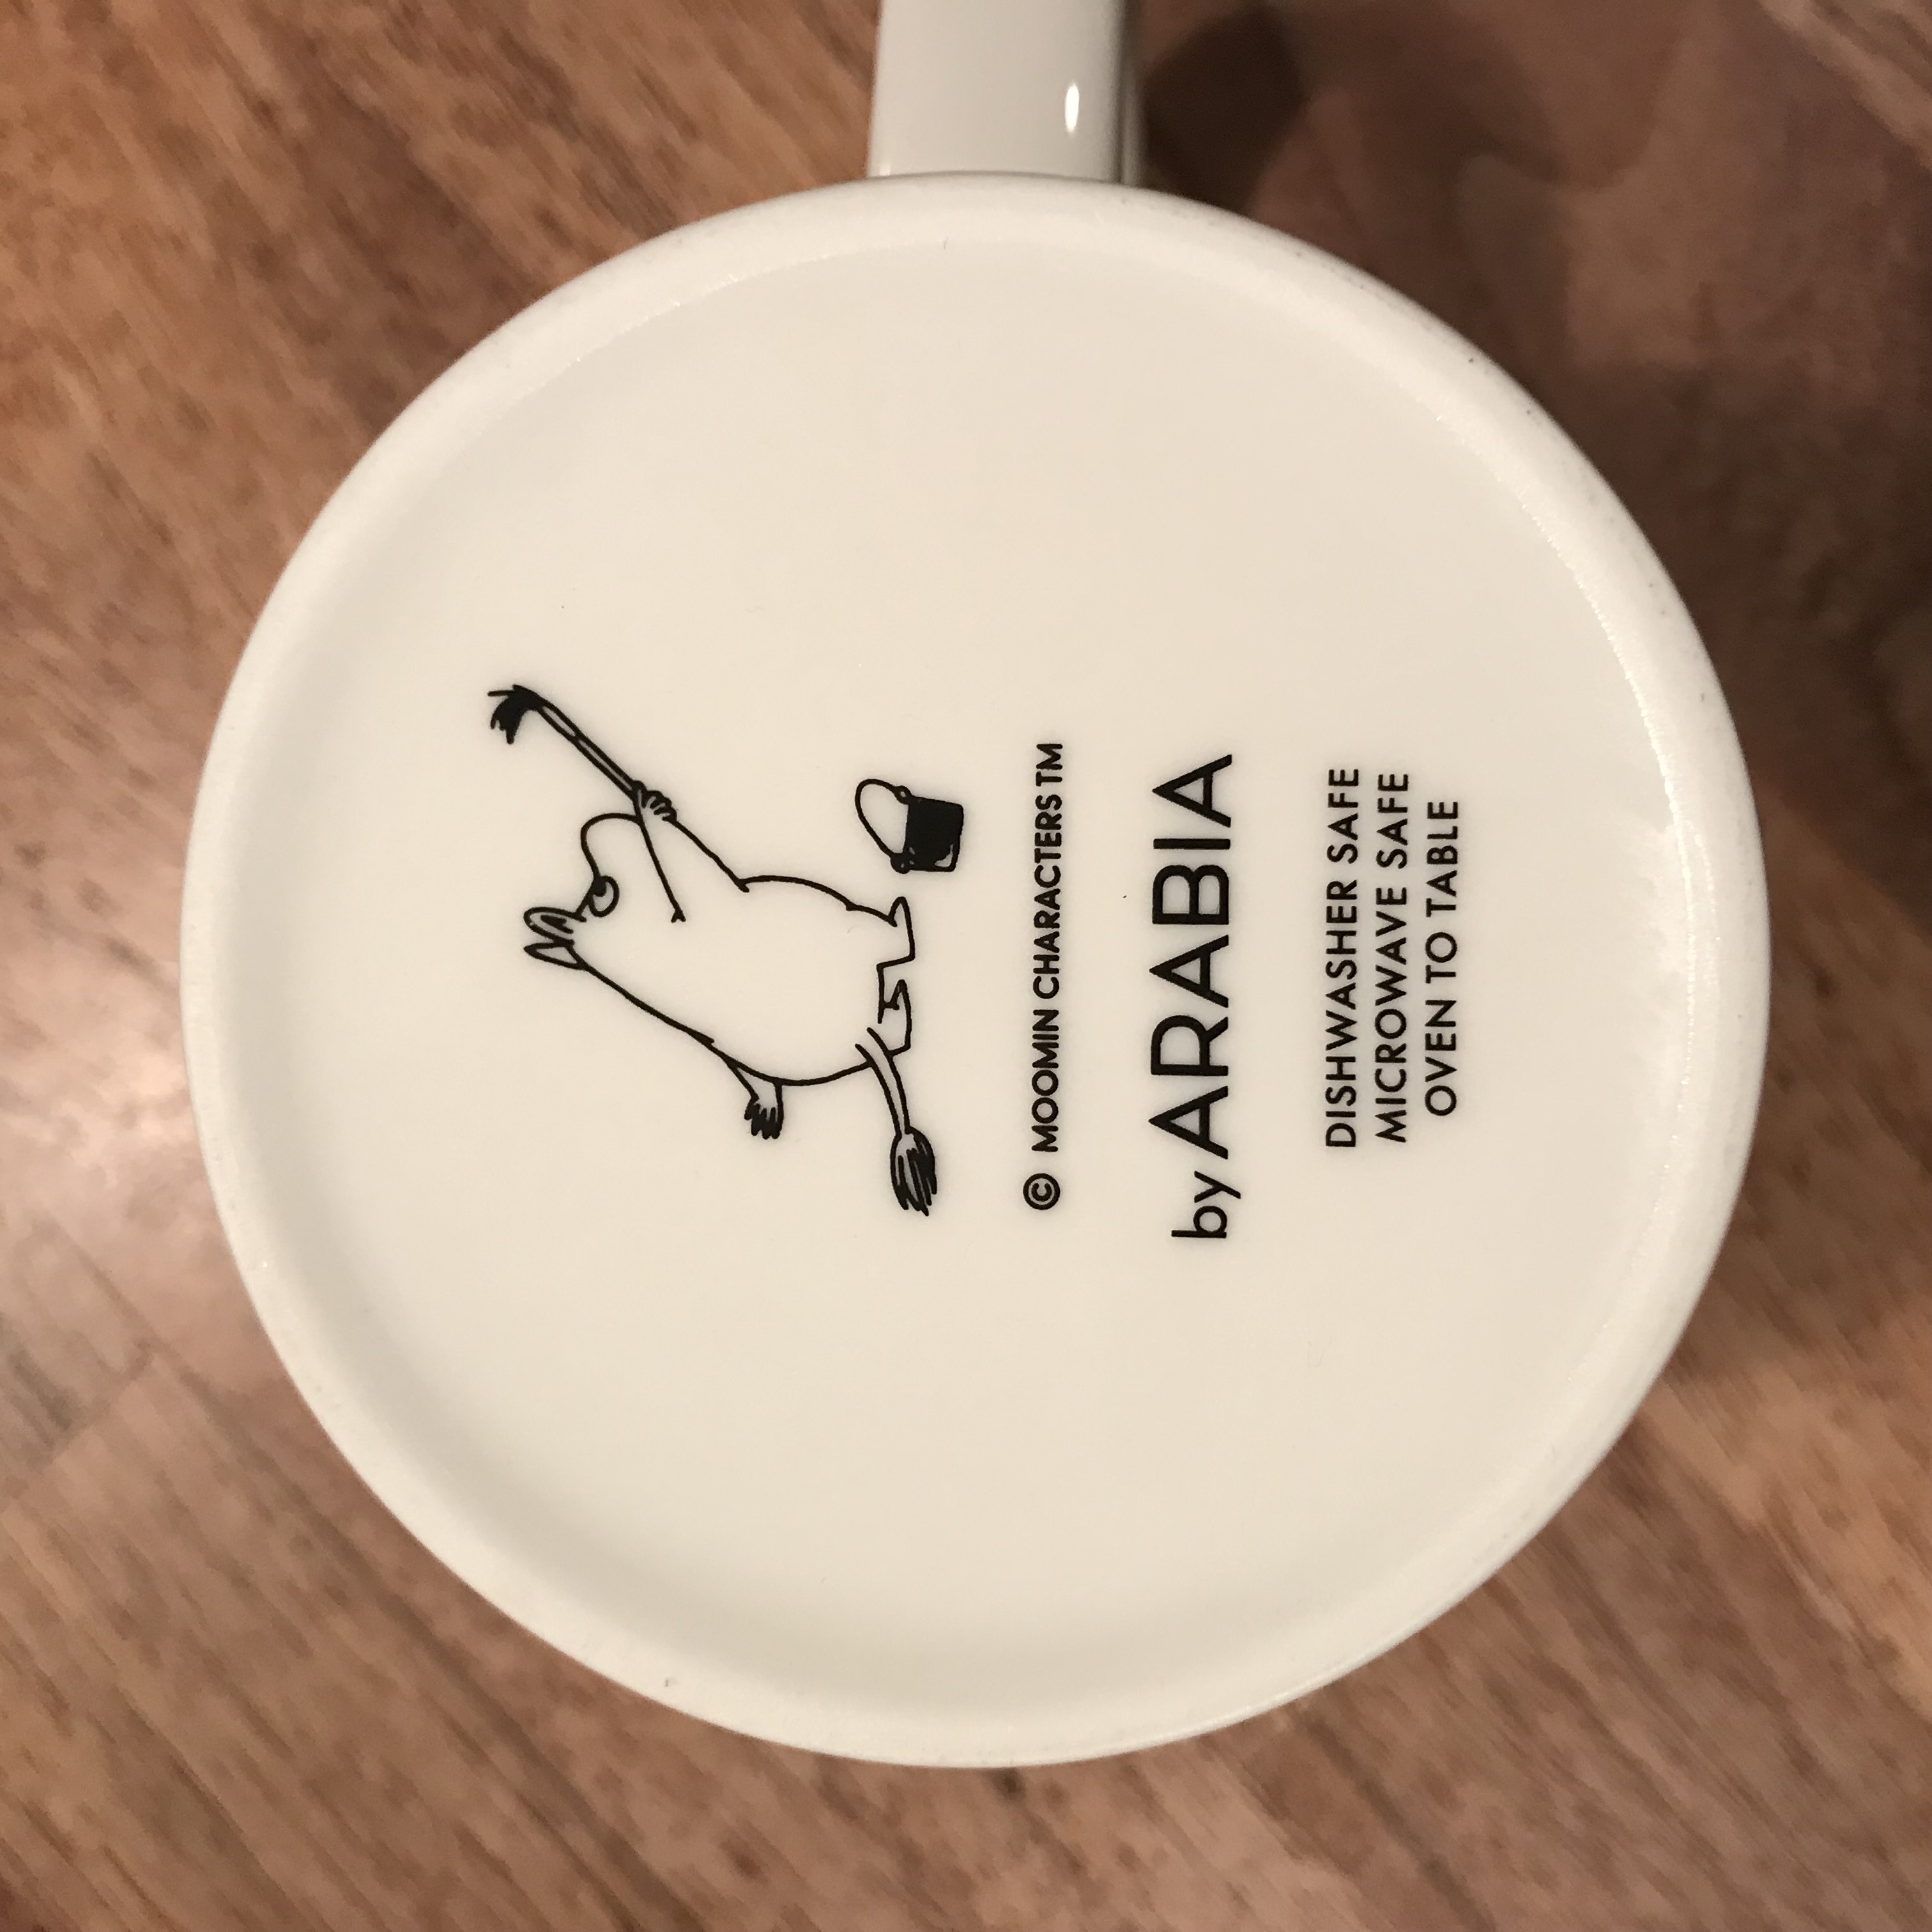 © MOOMIN CHARACTERS TM
by ARABIA
DISHWASHER SAFE
MICROWAVE SAFE
OVEN TO TABLE